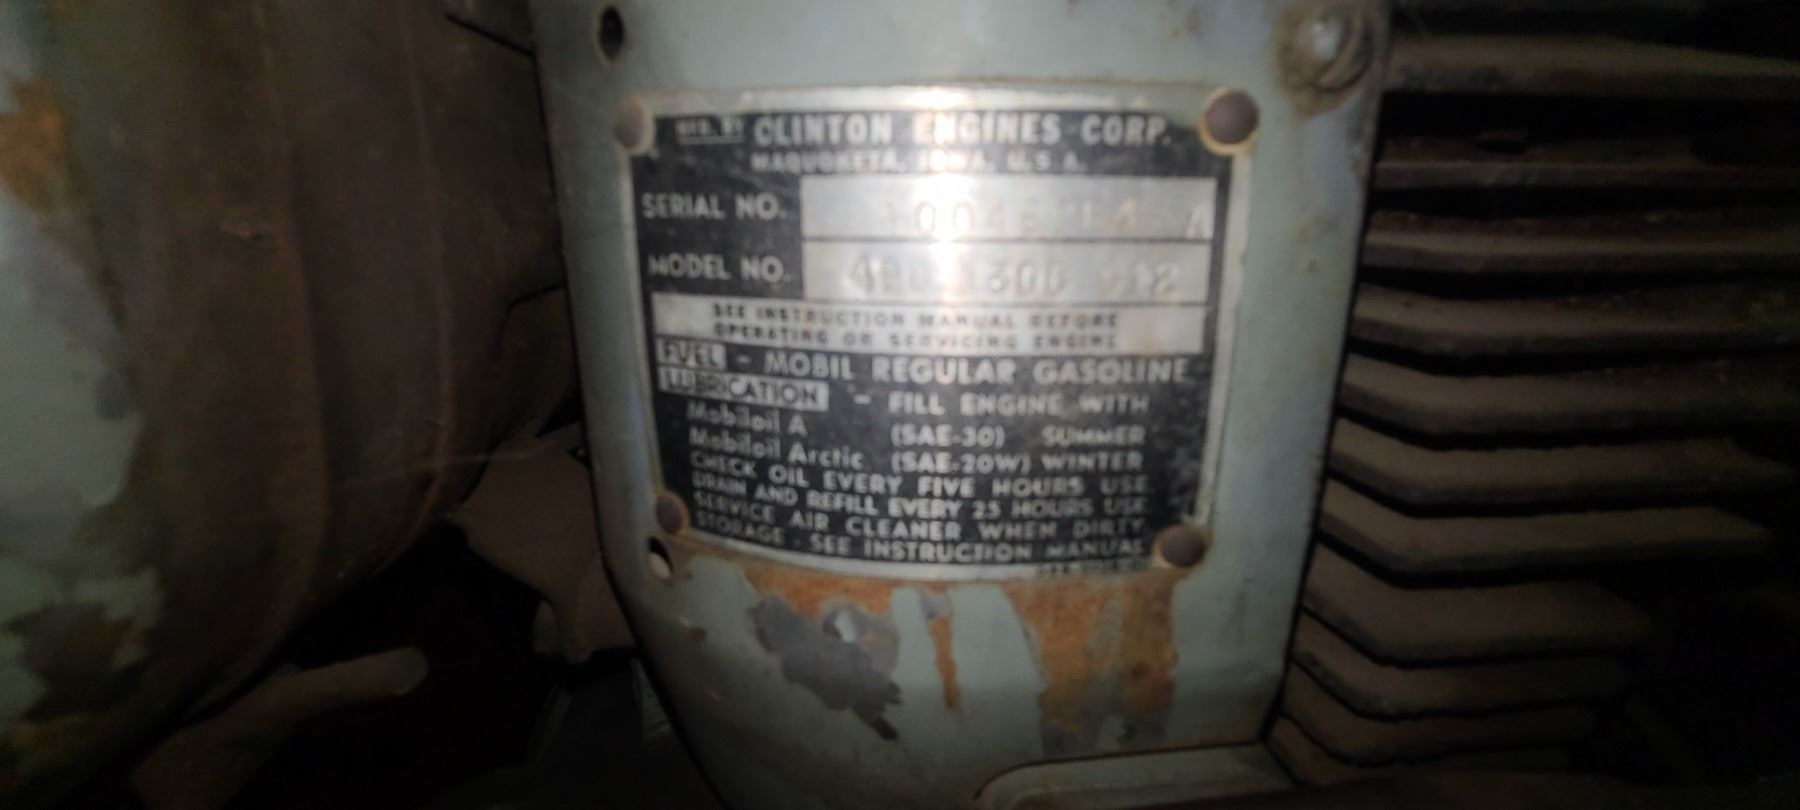 MFD. BY CLINTON ENGINES CORP.
MAQUOKETA, IOWA, U.S.A.
SERIAL NO.
MODEL NO.
SEE INSTRUCTION MANUAL BEFORE
OPERATING OR SERVICING ENGINE
FUEL - MOBIL REGULAR GASOLINE
LUBRICATION - FILL ENGINE WITH
Mobiloil A (SAE-30) SUMMER
Mobiloil Arctic (SAE-20W) WINTER
CHECK OIL EVERY FIVE HOURS USE
DRAIN AND REFILL EVERY 25 HOURS USE
SERVICE AIR CLEANER WHEN DIRTY
STORAGE - SEE INSTRUCTION MANUAL